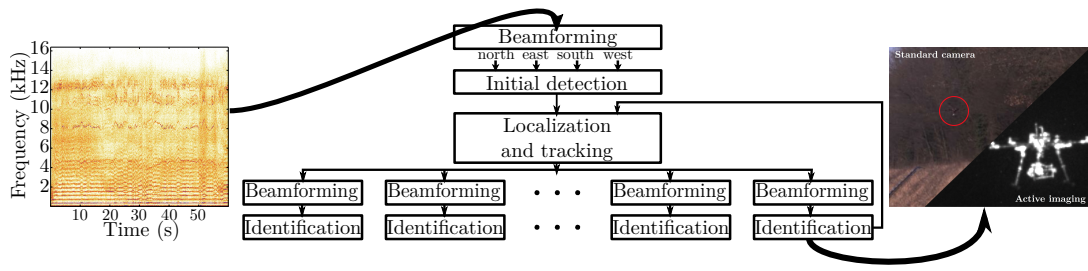 Frequency (kHz)
16
14
12
10
8
6
4
2
10 20 30 40 50
Time (s)
Beamforming
north east south west
Initial detection
Localization
and tracking
Beamforming Beamforming Beamforming Beamforming
Identification Identification Identification Identification
Standard camera
Active imaging